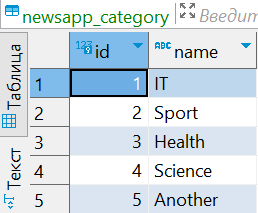 newsapp_category Введит
123 id ABC name
1 1 IT
2 2 Sport
3 3 Health
4 4 Science
5 5 Another
Таблица
Текст